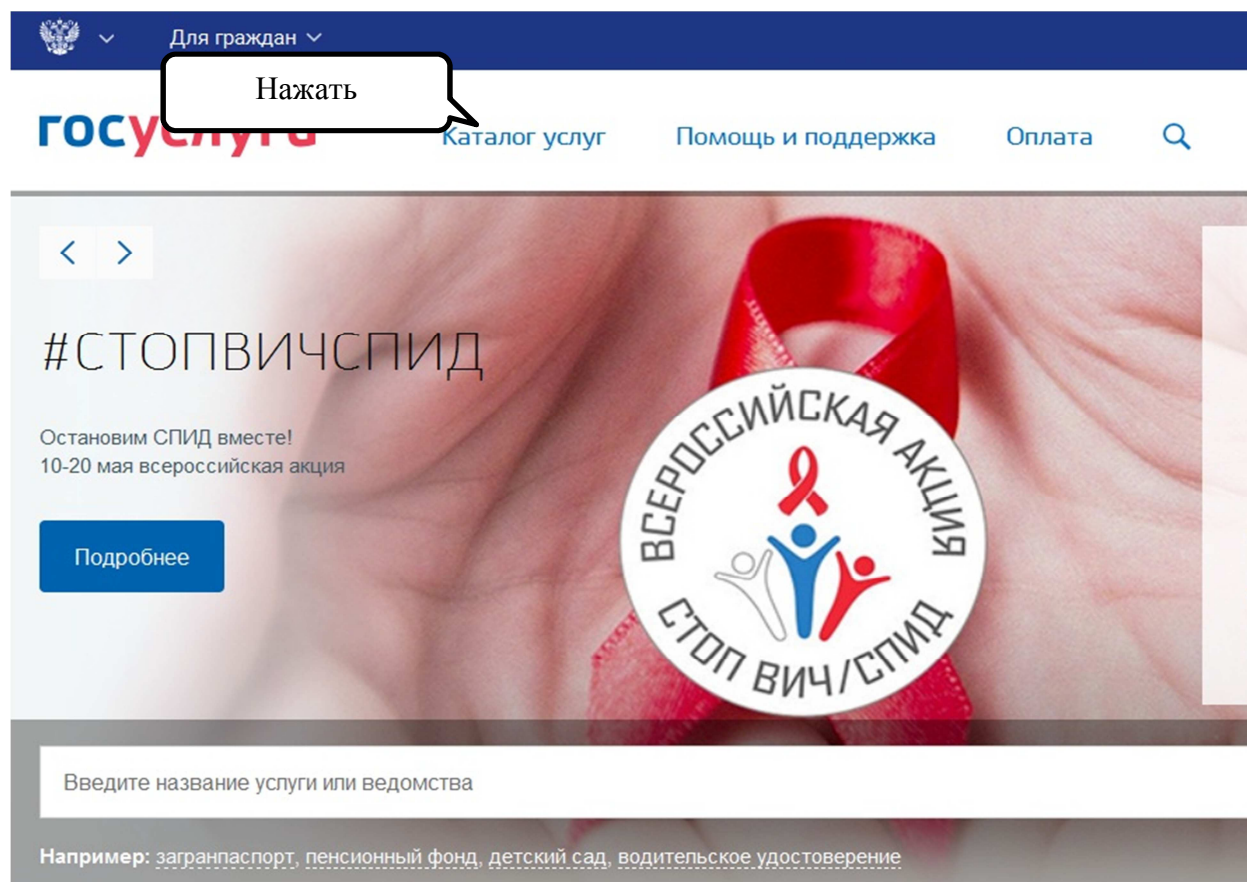 Для граждан
Нажать
госуслуги
Каталог услуг Помощь и поддержка Оплата
#СТОПВИЧСПИД
Остановим СПИД вместе!
10-20 мая всероссийская акция
Подробнее
ВСЕРОССИЙСКАЯ АКЦИЯ
СТОП ВИЧ/СПИД
Введите название услуги или ведомства
Например: загранпаспорт, пенсионный фонд, детский сад, водительское удостоверение